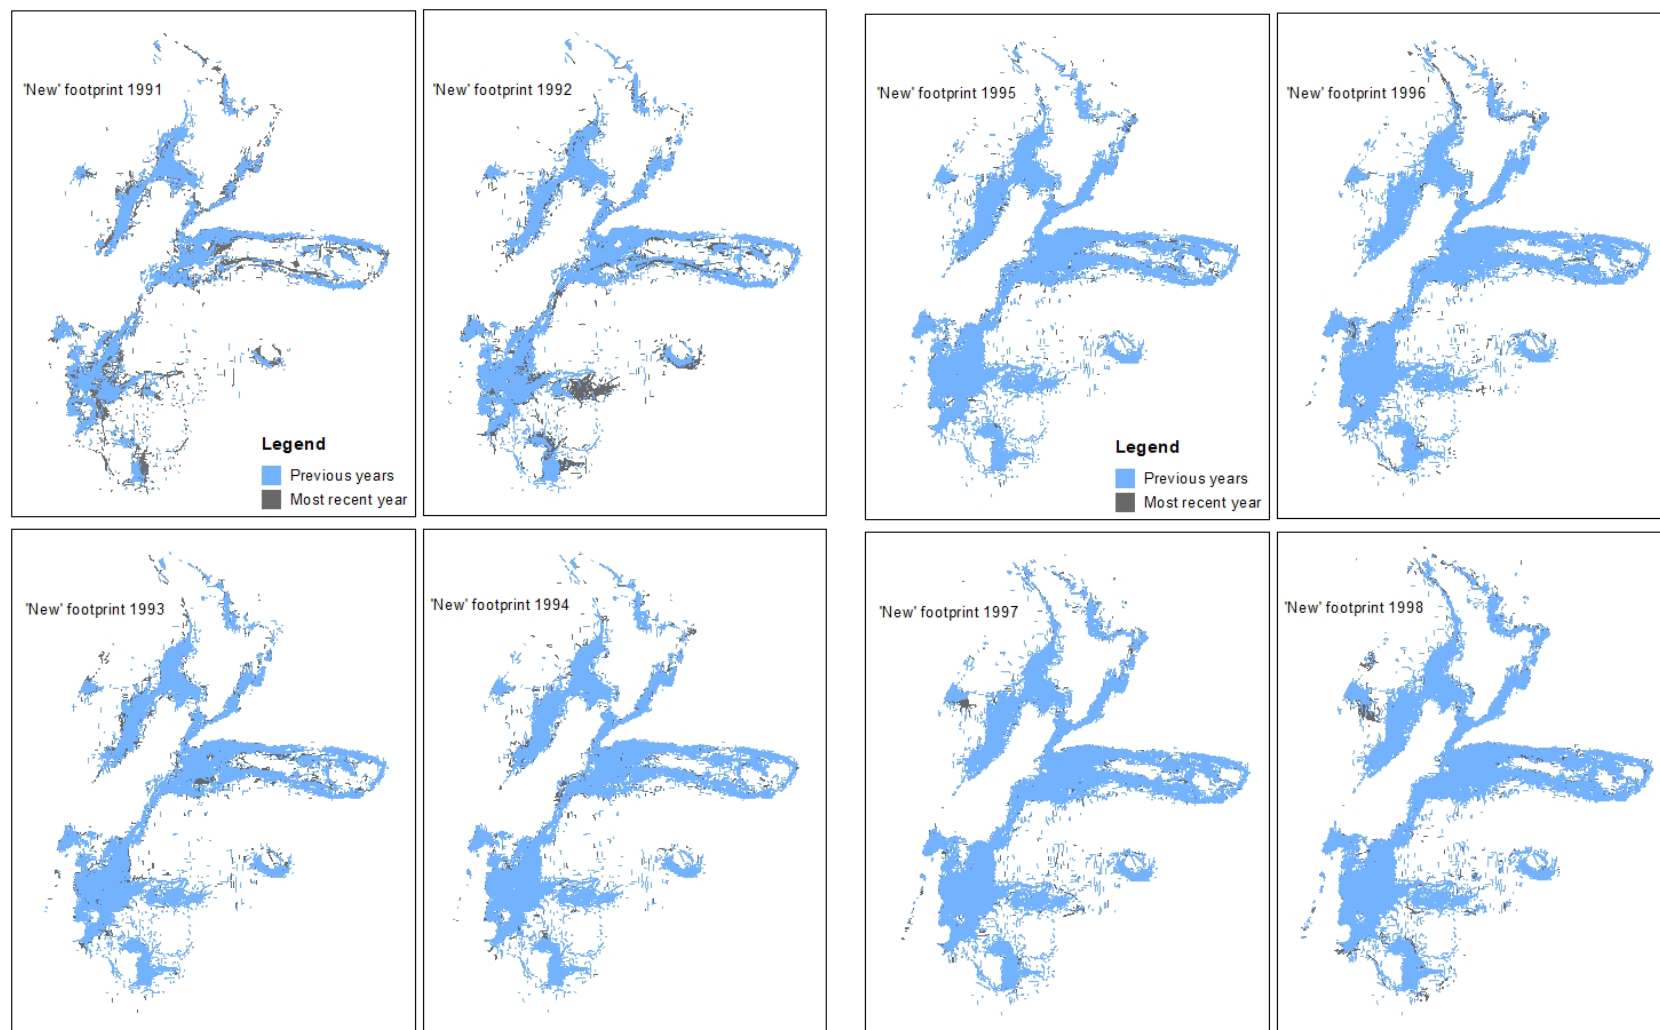 'New' footprint 1991
'New' footprint 1992
Legend
Previous years
Most recent year
'New' footprint 1995
'New' footprint 1996
Legend
Previous years
Most recent year
'New' footprint 1993
'New' footprint 1994
'New' footprint 1997
'New' footprint 1998